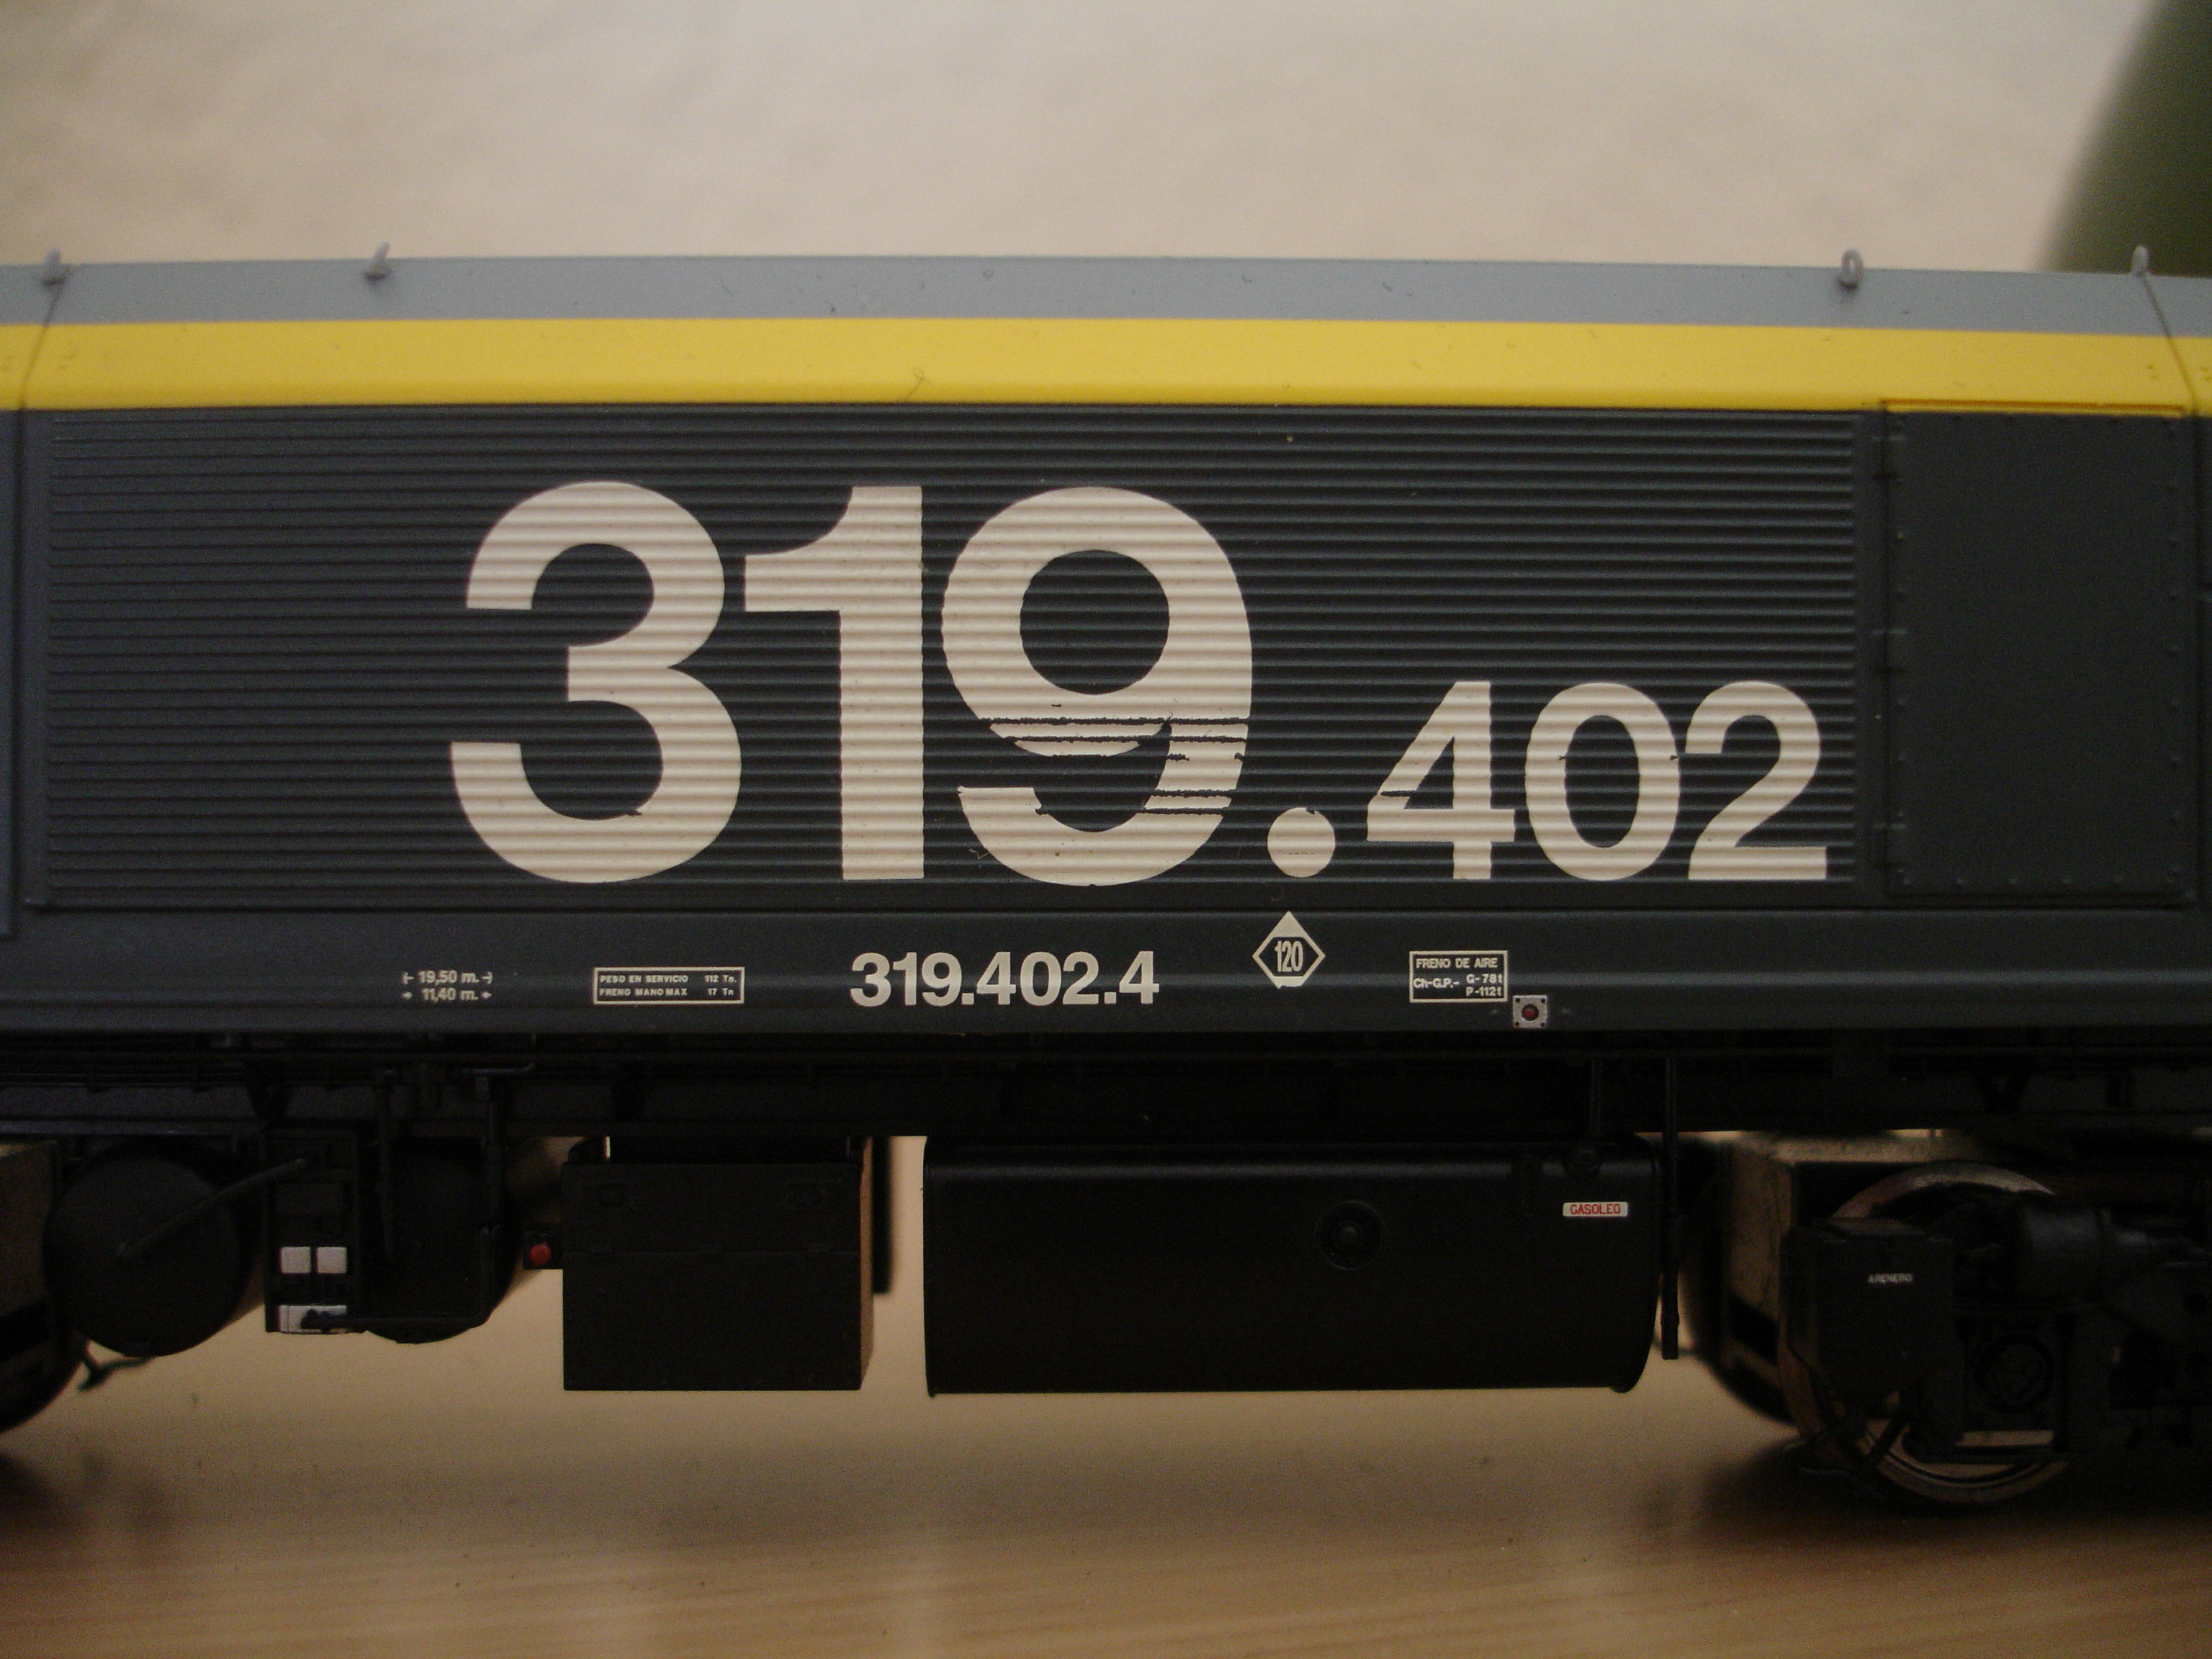 319.402
⊢ 19,50 m. ⊣
→ 11,40 m. ←
PESO EN SERVICIO 112 Tn.
FRENO MANO MAX 17 Tn
319.402.4
120
FRENO DE AIRE
Ch-G.P.- G-78t
P-112t
GASOLEO
ARENERO